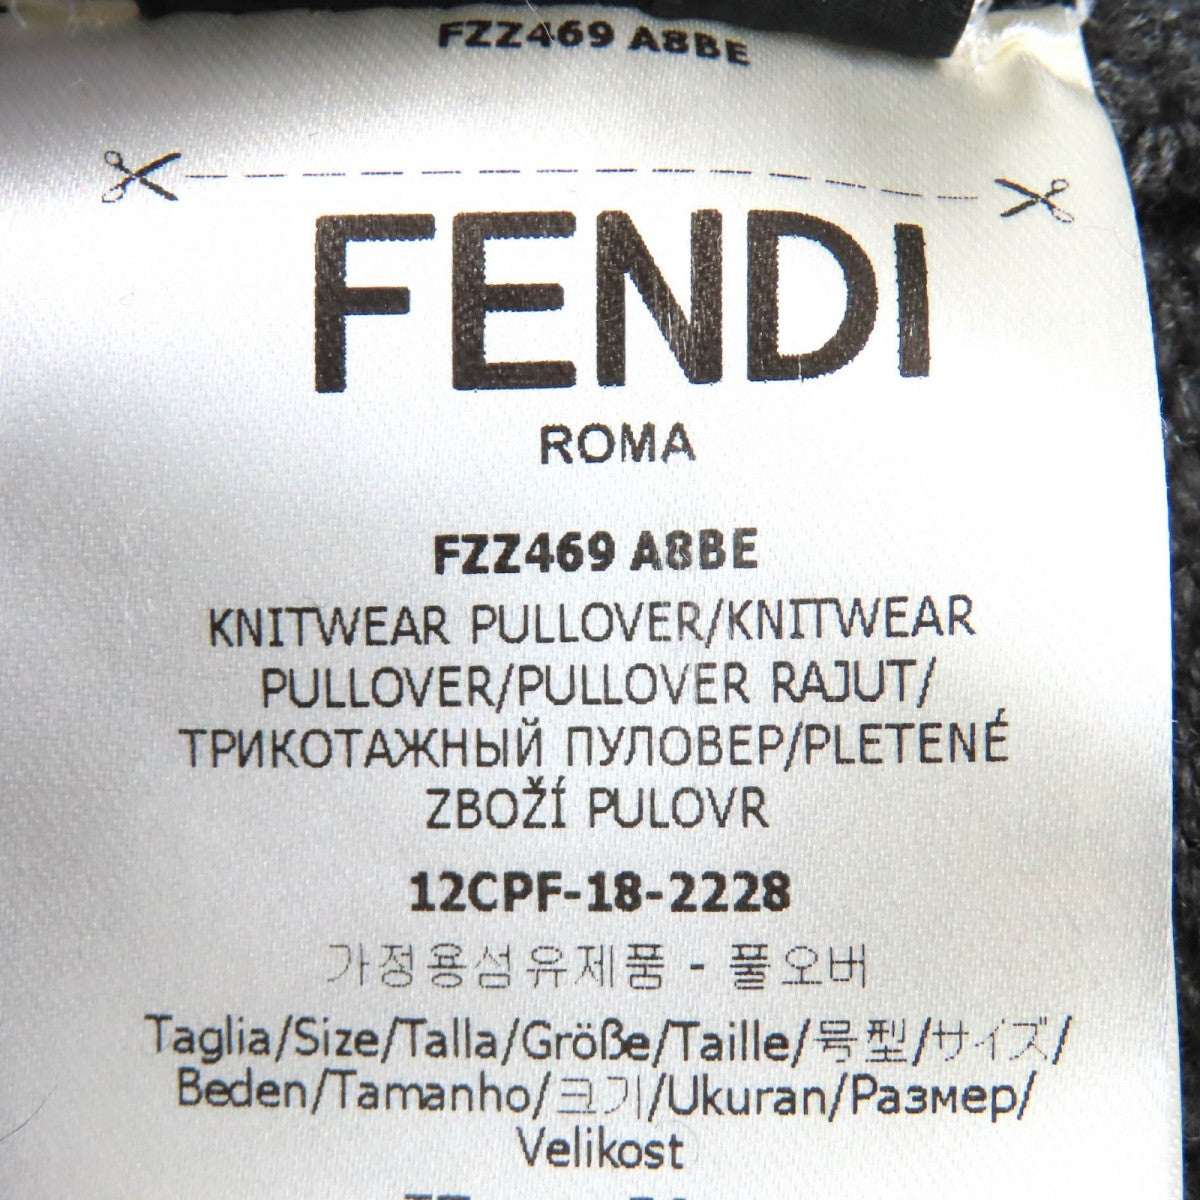 FZZ469 A8BE
FENDI
ROMA
FZZ469 A8BE
KNITWEAR PULLOVER/KNITWEAR
PULLOVER/PULLOVER RAJUT/
ТРИКОТАЖНЫЙ ПУЛОВЕР/PLETENÉ
ZBOŽÍ PULOVR
12CPF-18-2228
가정용섬유제품 - 풀오버
Taglia/Size/Talla/Größe/Taille/号型/サイズ/
Beden/Tamanho/크기/Ukuran/Размер/
Velikost